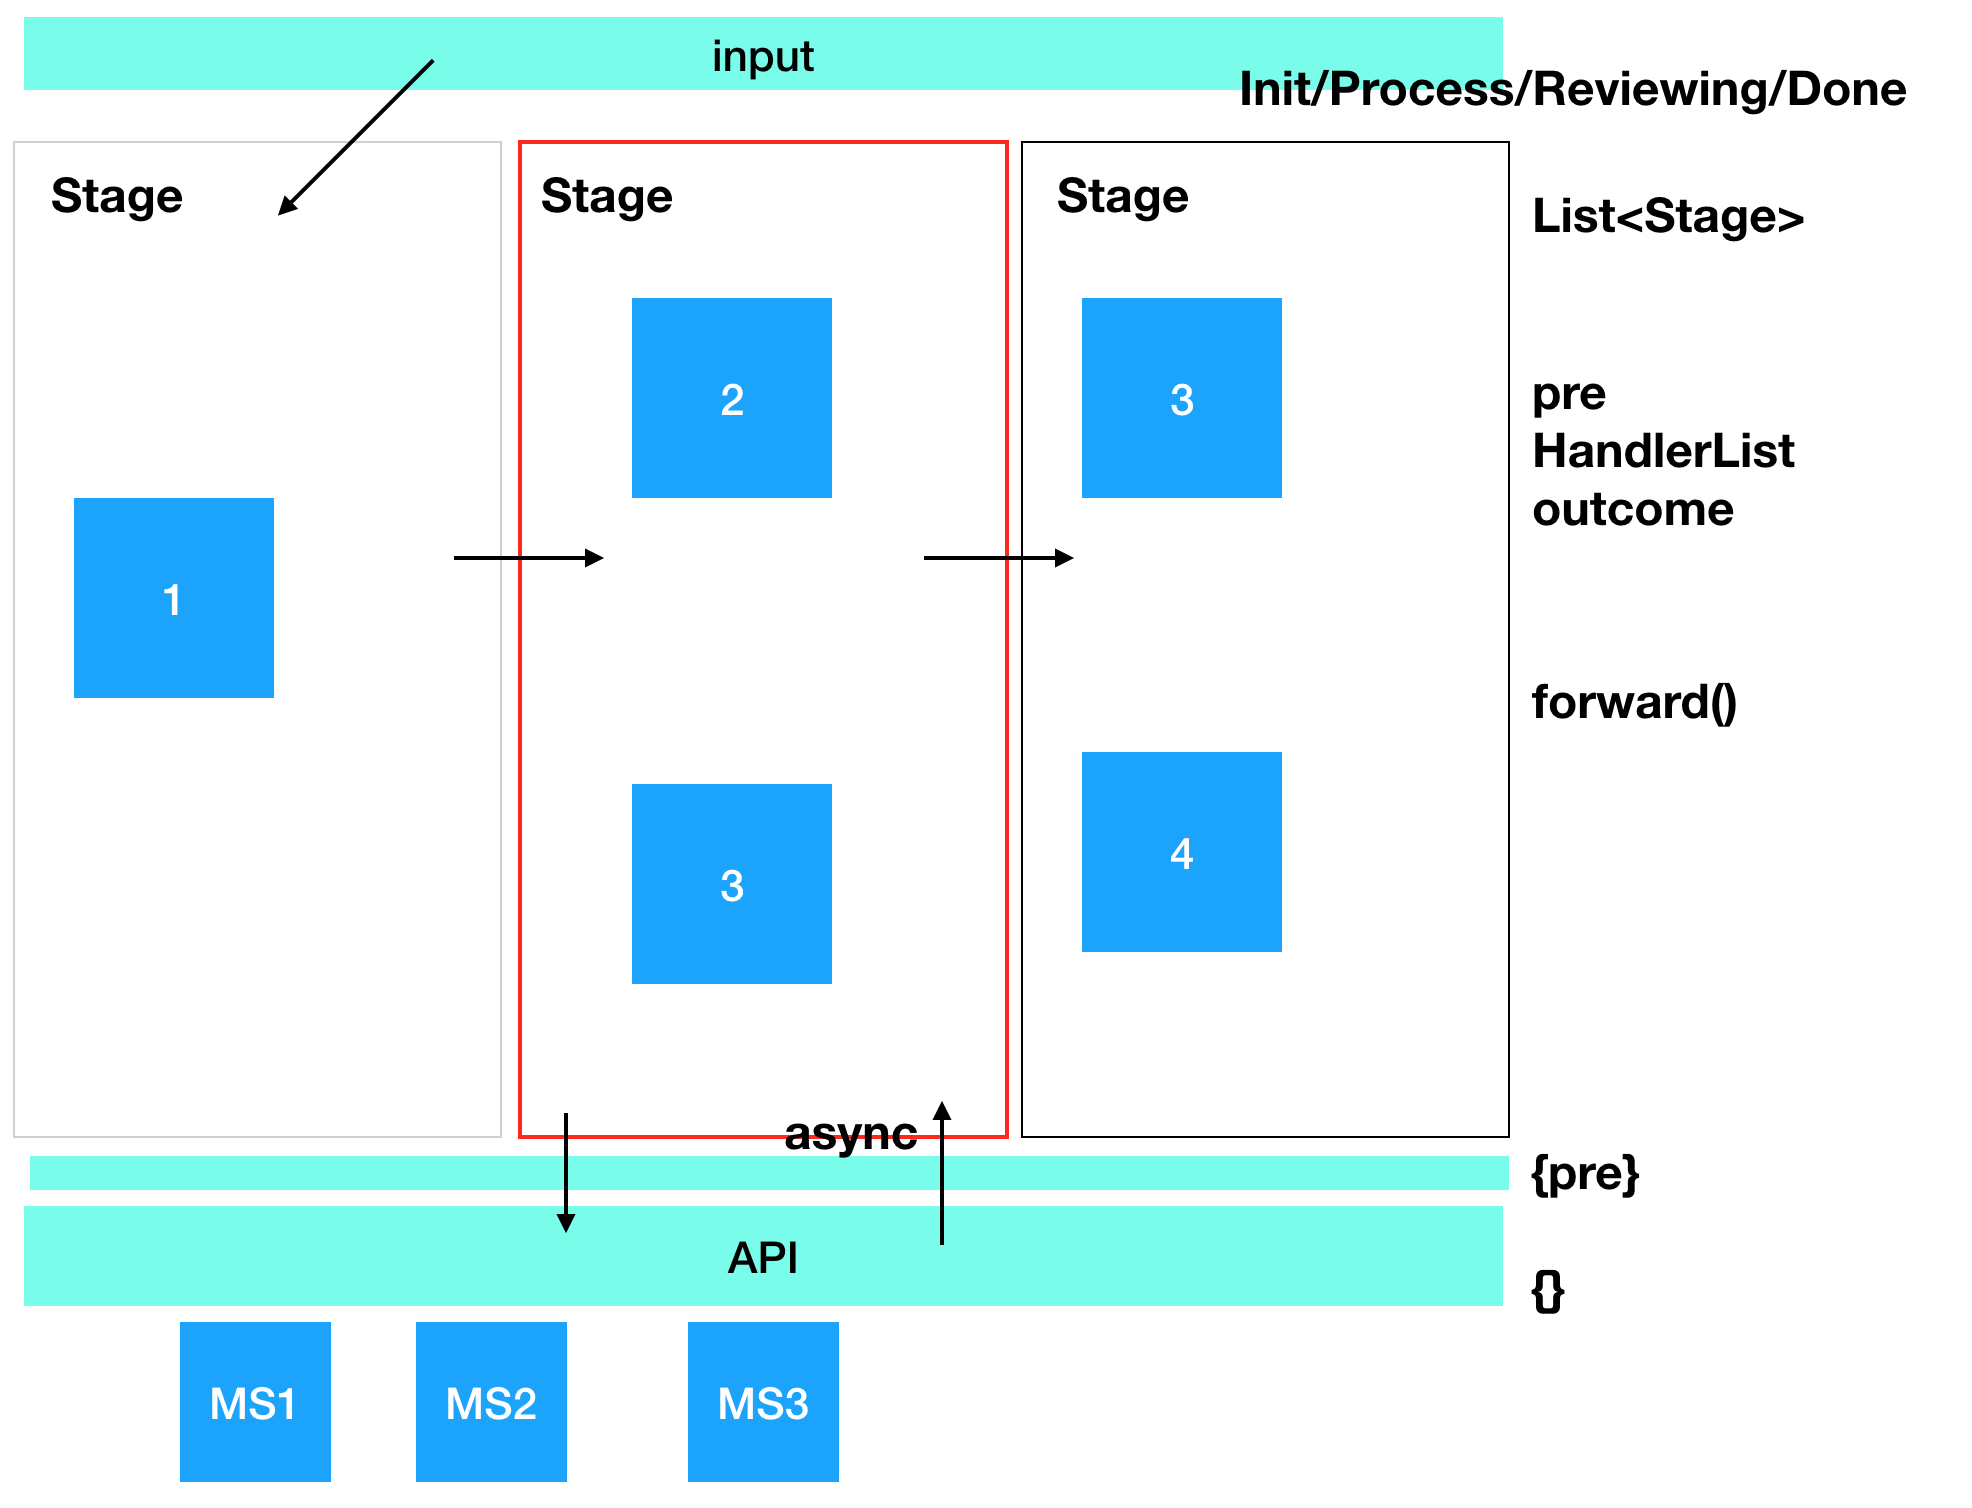 input
Init/Process/Reviewing/Done
Stage
Stage
Stage
List<Stage>
2
3
pre
HandlerList
outcome
1
forward()
3
4
async
{pre}
API
{}
MS1
MS2
MS3